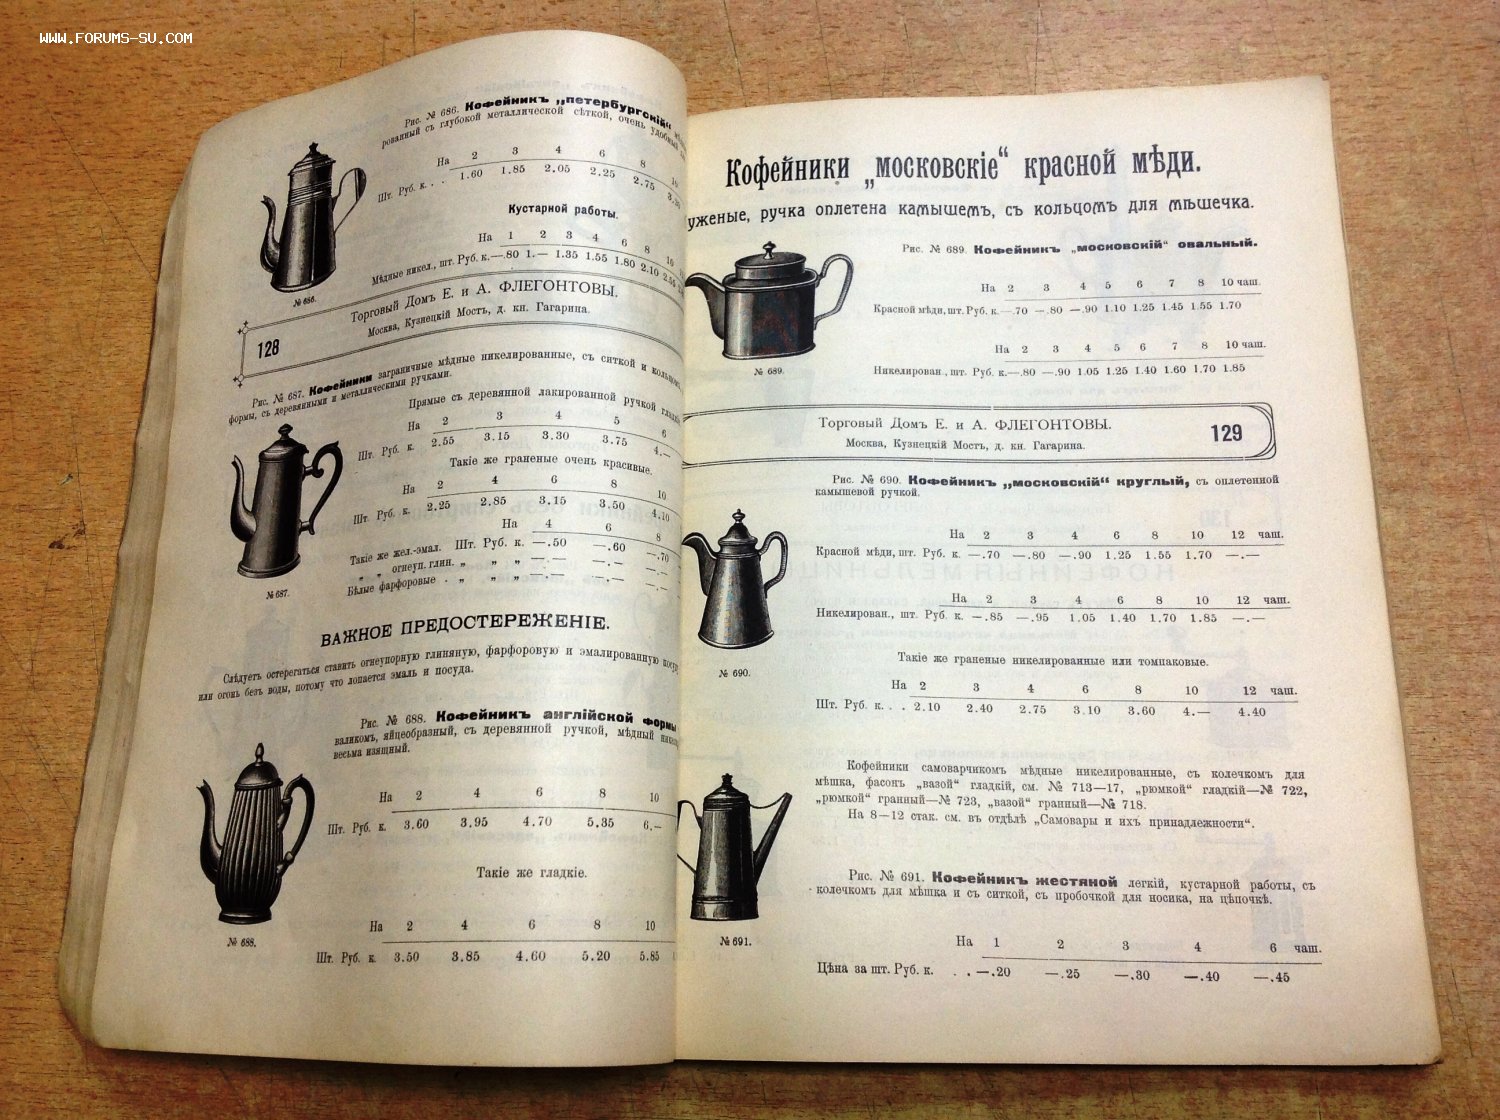 WWW.FORUMS-SU.COM
Рис. № 686. Кофейникъ „петербургскій“
рованный съ глубокой металлической сѣткой, очень удобный
На 2 3 4 6 8 10
Шт. Руб. к. . . 1.60 1.85 2.05 2.25 2.75
Кустарной работы.
На 1 2 3 4 6 8 10
Мѣдные никел., шт. Руб. к.—.80 1.— 1.35 1.55 1.80 2.10
№ 686.
Торговый Домъ Е. и А. ФЛЕГОНТОВЫ.
Москва, Кузнецкій Мостъ, д. кн. Гагарина.
128
Рис. № 687. Кофейники заграничные мѣдные никелированные, съ ситкой и кольцомъ,
формы, съ деревянными и металлическими ручками.
Прямые съ деревянной лакированной ручкой
На 2 3 4 5 6
Шт. Руб. к. 2.55 3.15 3.30 3.75 4.—
Такіе же граненые очень красивые.
На 2 4 6 8 10
Шт. Руб. к. 2.25 2.85 3.15 3.50 4.10
На 4 6 8
Такіе же жел.-эмал. Шт. Руб. к. —.50 —.60 —.70
„ „ огнеуп. глин. „ „ „ —.— —.— —.—
Бѣлые фарфоровые . „ „ „ —.— —.— —.—
№ 687.
ВАЖНОЕ ПРЕДОСТЕРЕЖЕНІЕ.
Слѣдуетъ остерегаться ставить огнеупорную глиняную, фарфоровую и эмалированную
или огонь безъ воды, потому что лопается эмаль и посуда.
Рис. № 688. Кофейникъ англійской формы
валикомъ, яйцеобразный, съ деревянной ручкой, мѣдный
весьма изящный.
На 2 4 6 8 10
Шт. Руб. к. 3.60 3.95 4.70 5.35 6.—
Такіе же гладкіе.
На 2 4 6 8 10
Шт. Руб. к. 3.50 3.85 4.60 5.20 5.85
№ 688.
Кофейники „московскіе“ красной мѣди.
уженые, ручка оплетена камышемъ, съ кольцомъ для мѣшечка.
Рис. № 689. Кофейникъ „московскій“ овальный.
На 2 3 4 5 6 7 8 10 чаш.
Красной мѣди, шт. Руб. к. —.70 —.80 —.90 1.10 1.25 1.45 1.55 1.70
На 2 3 4 5 6 7 8 10 чаш.
Никелирован., шт. Руб. к.—.80 —.90 1.05 1.25 1.40 1.60 1.70 1.85
№ 689.
Торговый Домъ Е. и А. ФЛЕГОНТОВЫ.
Москва, Кузнецкій Мостъ, д. кн. Гагарина.
129
Рис. № 690. Кофейникъ „московскій“ круглый, съ оплетенной
камышевой ручкой.
На 2 3 4 6 8 10 12 чаш.
Красной мѣди, шт. Руб. к. —.70 —.80 —.90 1.25 1.55 1.70 —.—
На 2 3 4 6 8 10 12 чаш.
Никелирован., шт. Руб. к. —.85 —.95 1.05 1.40 1.70 1.85 —.—
№ 690.
Такіе же граненые никелированные или томпаковые.
На 2 3 4 6 8 10 12 чаш.
Шт. Руб. к. . . 2.10 2.40 2.75 3.10 3.60 4.— 4.40
Кофейники самоварчикомъ мѣдные никелированные, съ колечкомъ для
мѣшка, фасонъ „вазой“ гладкій, см. № 713—17, „рюмкой“ гладкій—№ 722,
„рюмкой“ гранный—№ 723, „вазой“ гранный—№ 718.
На 8—12 стак. см. въ отдѣлѣ „Самовары и ихъ принадлежности“.
Рис. № 691. Кофейникъ жестяной легкій, кустарной работы, съ
колечкомъ для мѣшка и съ ситкой, съ пробочкой для носика, на цѣпочкѣ.
№ 691.
На 1 2 3 4 6 чаш.
Цѣна за шт. Руб. к. . . —.20 —.25 —.30 —.40 —.45